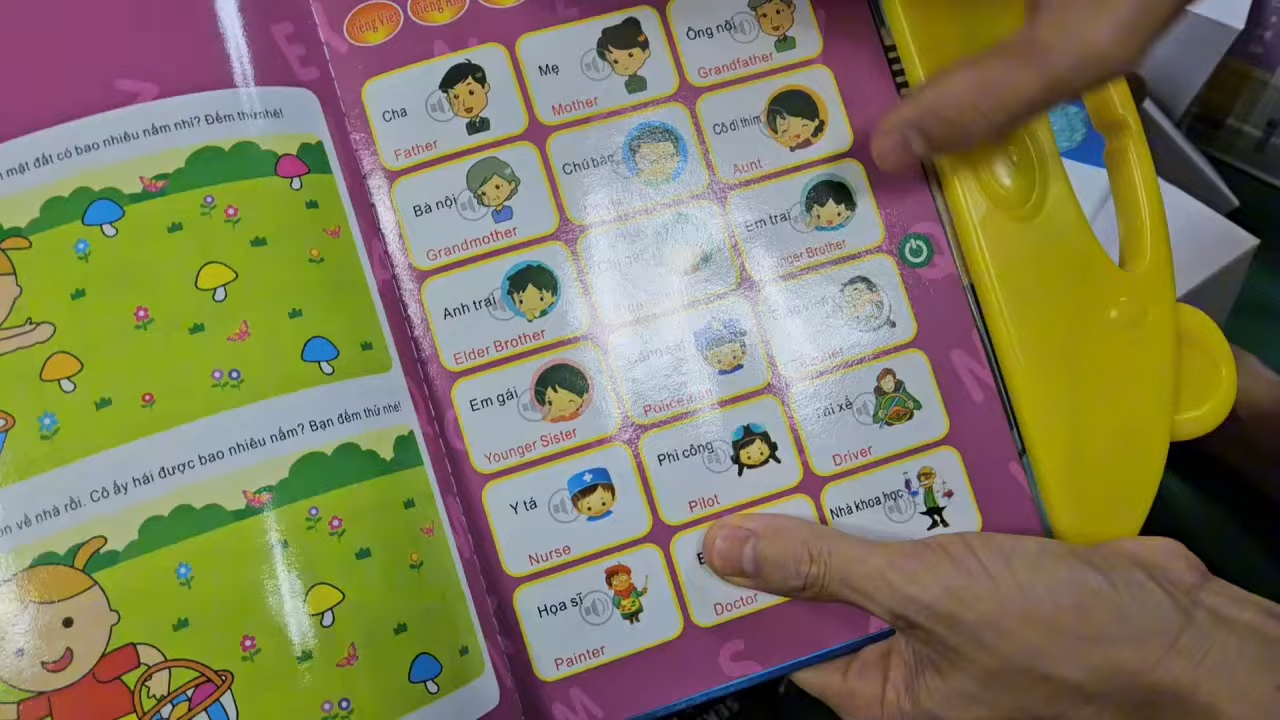 mặt đất có bao nhiêu nấm nhỉ? Đếm thử nhé!
về nhà rồi. Cô ấy hái được bao nhiêu nấm? Bạn đếm thử nhé!
Tiếng Việt
Tiếng Anh
Cha
Father
Mẹ
Mother
Ông nội
Grandfather
Bà nội
Grandmother
Chú bác
Cô dì thím
Aunt
Anh trai
Elder Brother
Em trai
Brother
Em gái
Younger Sister
Y tá
Nurse
Phi công
Pilot
Tài xế
Driver
Họa sĩ
Painter
Doctor
Nhà khoa học